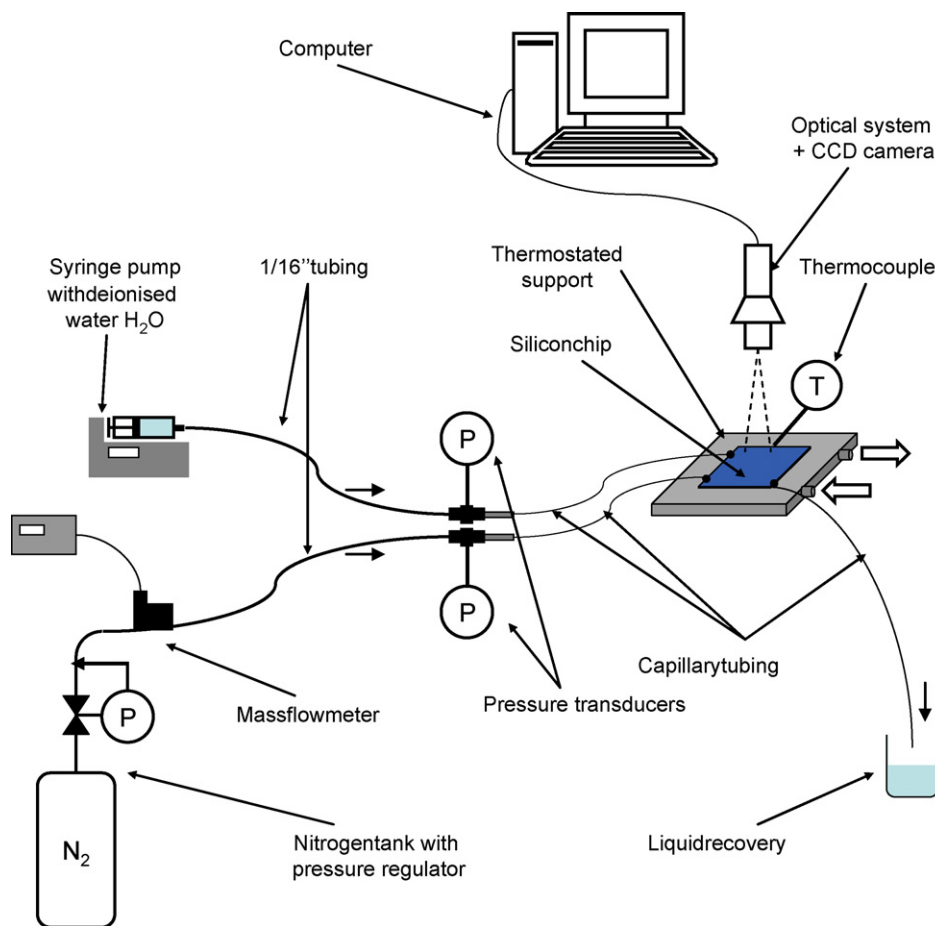 Computer
Optical system
+ CCD camera
Syringe pump
withdeionised
water H₂O
1/16’’tubing
Thermostated
support
Thermocouple
Siliconchip
T
P
P
Capillarytubing
Massflowmeter
Pressure transducers
P
N₂
Nitrogentank with
pressure regulator
Liquidrecovery